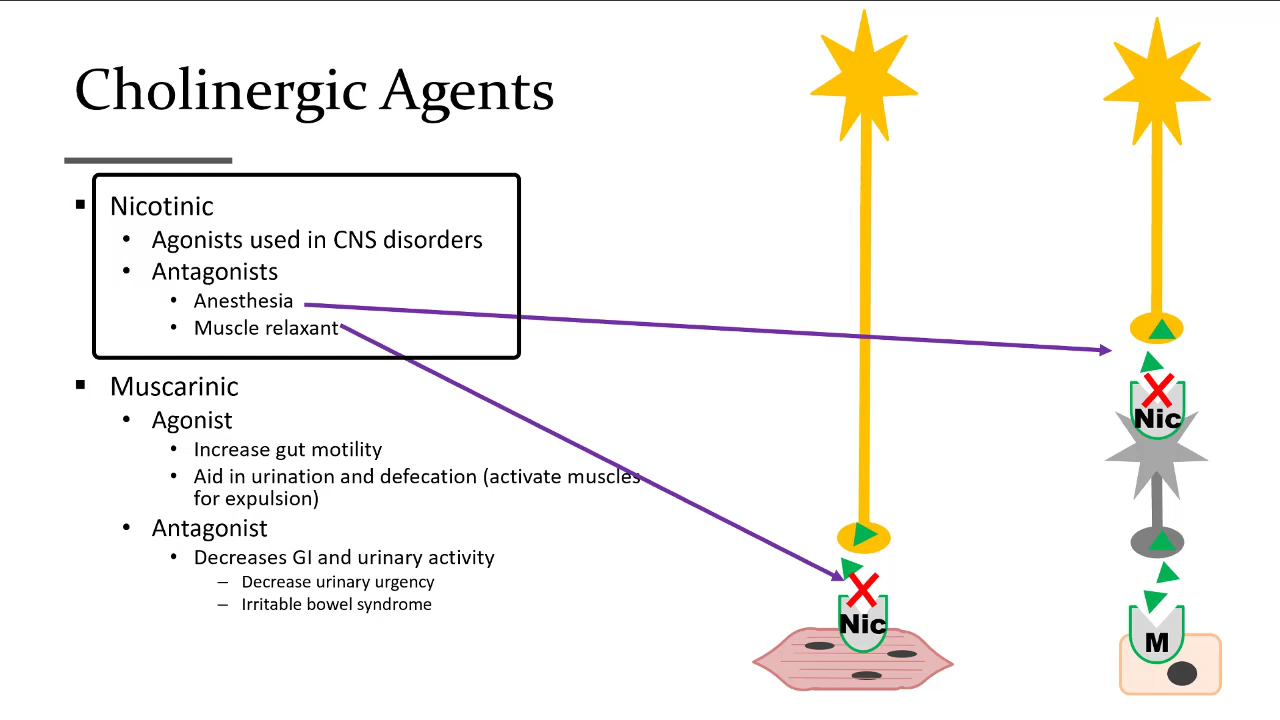 Cholinergic Agents
▪ Nicotinic
• Agonists used in CNS disorders
• Antagonists
• Anesthesia
• Muscle relaxant
▪ Muscarinic
• Agonist
• Increase gut motility
• Aid in urination and defecation (activate muscles
for expulsion)
• Antagonist
• Decreases GI and urinary activity
– Decrease urinary urgency
– Irritable bowel syndrome
Nic
Nic
M